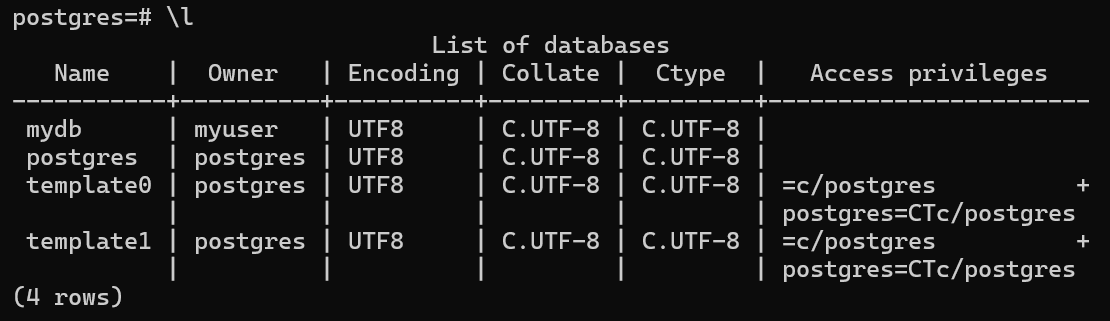 postgres=# \l
                              List of databases
   Name    |  Owner   | Encoding | Collate |  Ctype  |   Access privileges
-----------+----------+----------+---------+---------+-----------------------
 mydb      | myuser   | UTF8     | C.UTF-8 | C.UTF-8 |
 postgres  | postgres | UTF8     | C.UTF-8 | C.UTF-8 |
 template0 | postgres | UTF8     | C.UTF-8 | C.UTF-8 | =c/postgres          +
           |          |          |         |         | postgres=CTc/postgres
 template1 | postgres | UTF8     | C.UTF-8 | C.UTF-8 | =c/postgres          +
           |          |          |         |         | postgres=CTc/postgres
(4 rows)